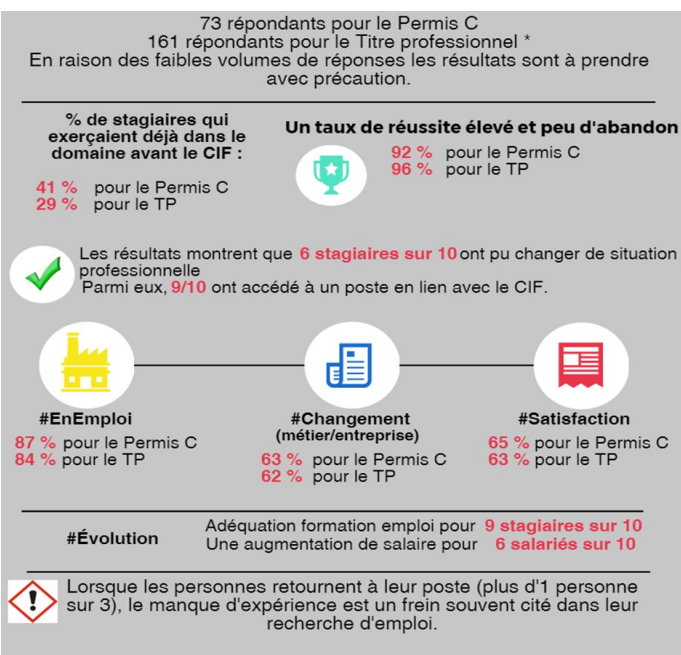 73 répondants pour le Permis C
161 répondants pour le Titre professionnel *
En raison des faibles volumes de réponses les résultats sont à prendre
avec précaution.
% de stagiaires qui
exerçaient déjà dans le
domaine avant le CIF :
41 % pour le Permis C
29 % pour le TP
Un taux de réussite élevé et peu d'abandon
92 % pour le Permis C
96 % pour le TP
Les résultats montrent que 6 stagiaires sur 10 ont pu changer de situation
professionnelle
Parmi eux, 9/10 ont accédé à un poste en lien avec le CIF.
#EnEmploi
87 % pour le Permis C
84 % pour le TP
#Changement
(métier/entreprise)
63 % pour le Permis C
62 % pour le TP
#Satisfaction
65 % pour le Permis C
63 % pour le TP
#Évolution
Adéquation formation emploi pour 9 stagiaires sur 10
Une augmentation de salaire pour 6 salariés sur 10
Lorsque les personnes retournent à leur poste (plus d'1 personne
sur 3), le manque d'expérience est un frein souvent cité dans leur
recherche d'emploi.